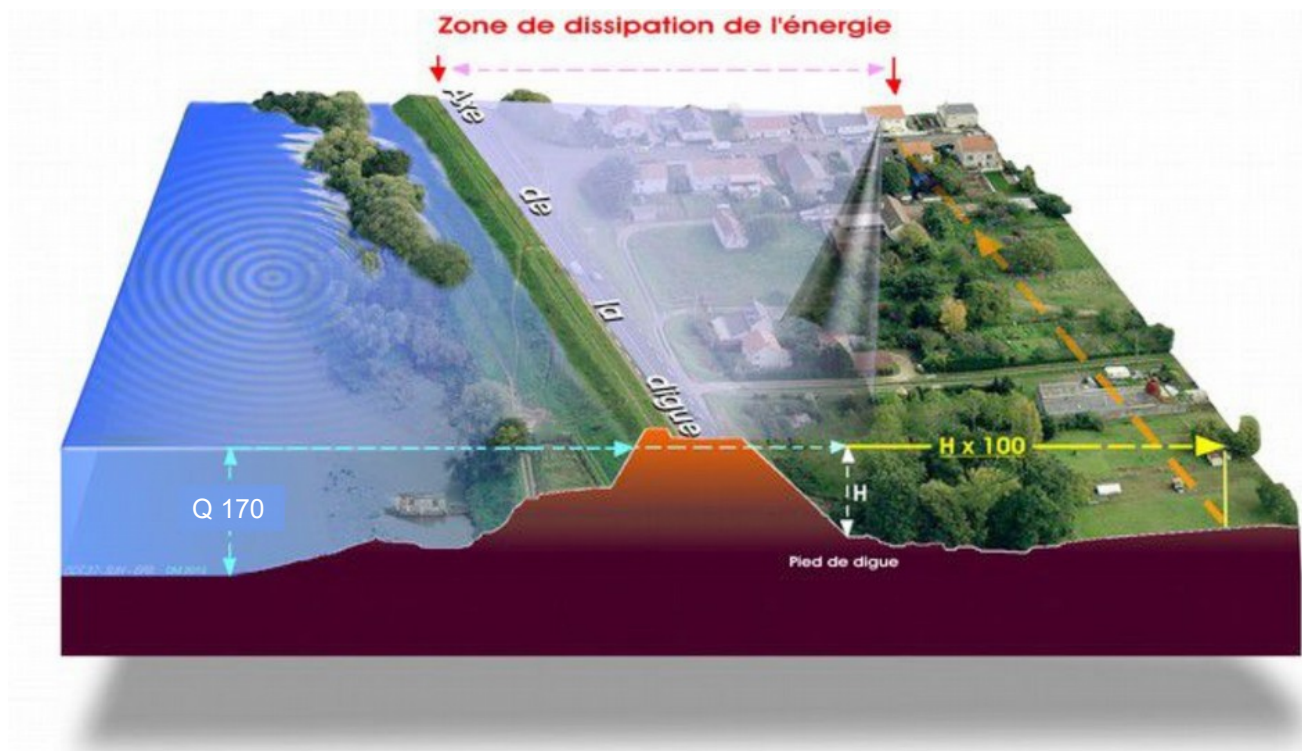 Zone de dissipation de l'énergie
Axe de la digue
H x 100
Q 170
H
Pied de digue